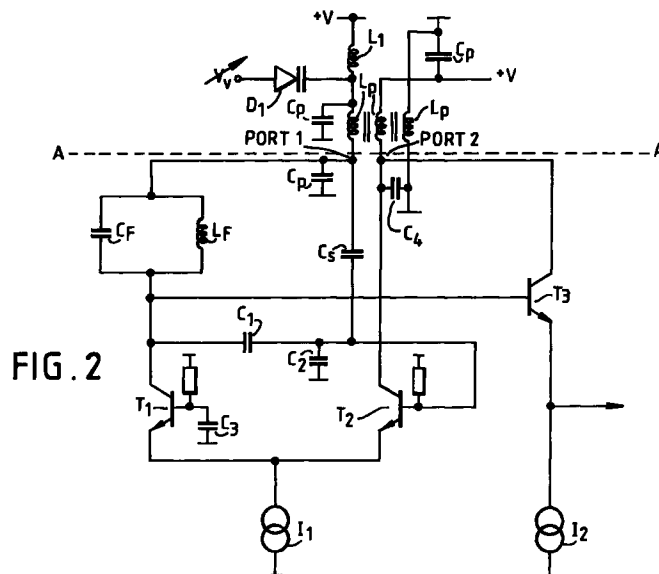 +V
L1
Cp
Vv
+V
D1
Cp
Lp
Lp
PORT 1
PORT 2
A
A
Cp
C4
CF
LF
Cs
T3
C1
C2
FIG. 2
T1
C3
T2
I1
I2